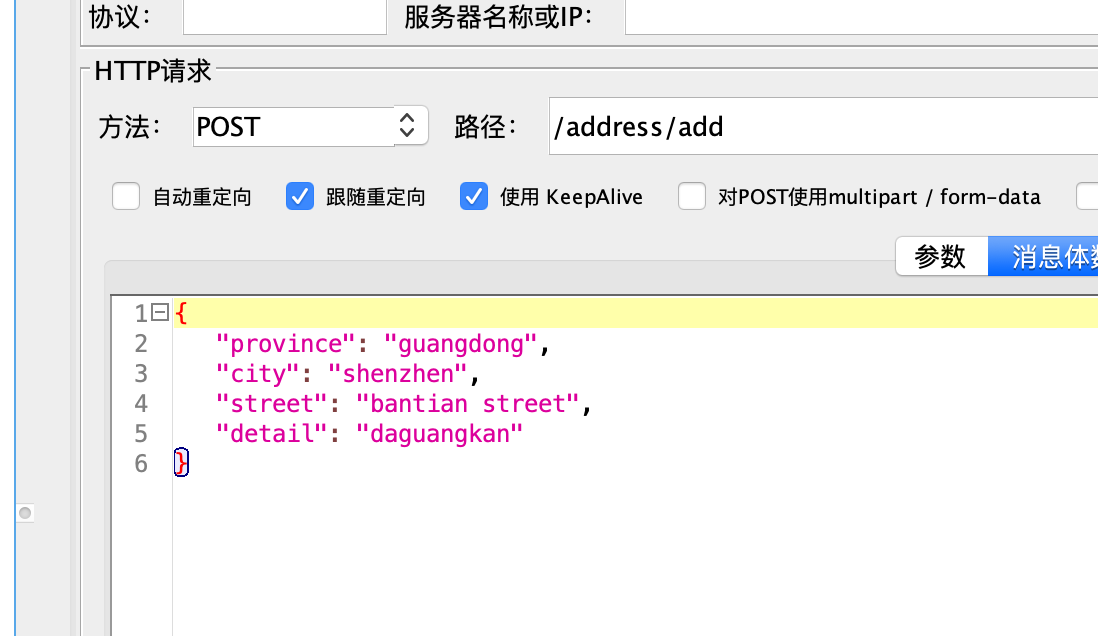 协议： 服务器名称或IP:
HTTP请求
方法： POST 路径： /address/add
自动重定向 跟随重定向 使用 KeepAlive 对POST使用multipart / form-data
参数 消息体数
1 {
2 "province": "guangdong",
3 "city": "shenzhen",
4 "street": "bantian street",
5 "detail": "daguangkan"
6 }